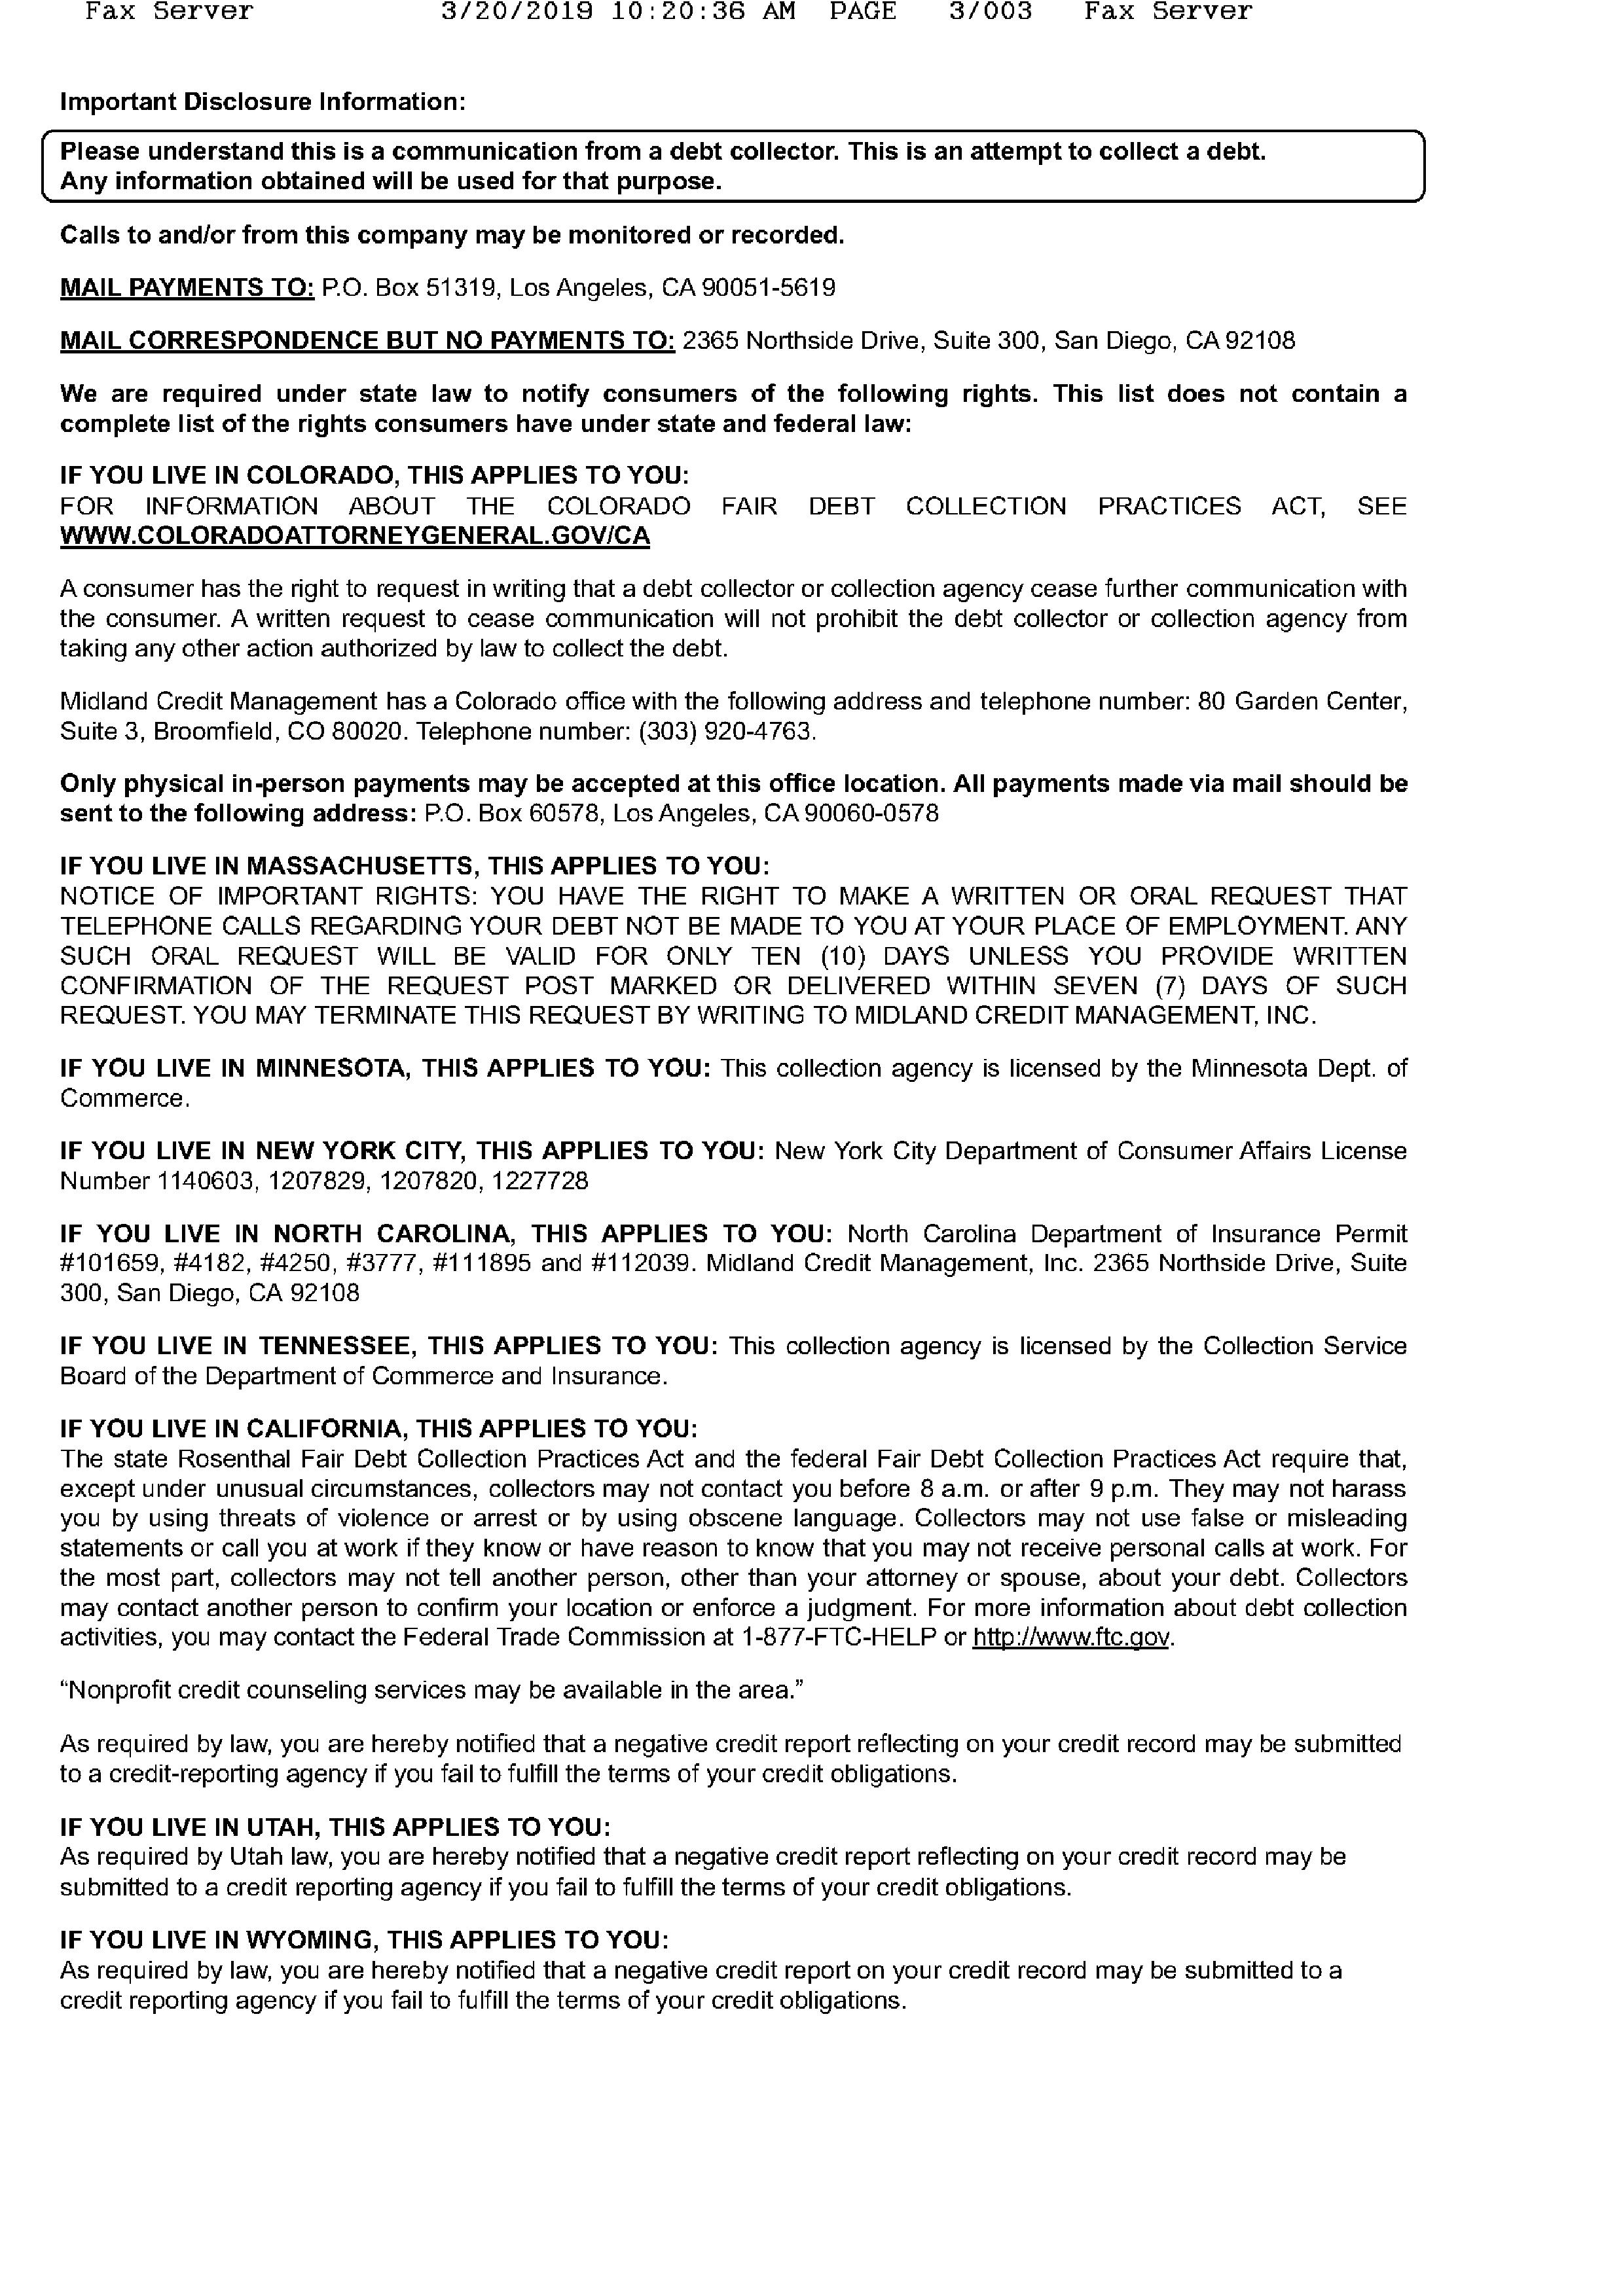 Fax Server 3/20/2019 10:20:36 AM PAGE 3/003 Fax Server
Important Disclosure Information:
Please understand this is a communication from a debt collector. This is an attempt to collect a debt.
Any information obtained will be used for that purpose.
Calls to and/or from this company may be monitored or recorded.
MAIL PAYMENTS TO: P.O. Box 51319, Los Angeles, CA 90051-5619
MAIL CORRESPONDENCE BUT NO PAYMENTS TO: 2365 Northside Drive, Suite 300, San Diego, CA 92108
We are required under state law to notify consumers of the following rights. This list does not contain a
complete list of the rights consumers have under state and federal law:
IF YOU LIVE IN COLORADO, THIS APPLIES TO YOU:
FOR INFORMATION ABOUT THE COLORADO FAIR DEBT COLLECTION PRACTICES ACT, SEE
WWW.COLORADOATTORNEYGENERAL.GOV/CA
A consumer has the right to request in writing that a debt collector or collection agency cease further communication with
the consumer. A written request to cease communication will not prohibit the debt collector or collection agency from
taking any other action authorized by law to collect the debt.
Midland Credit Management has a Colorado office with the following address and telephone number: 80 Garden Center,
Suite 3, Broomfield, CO 80020. Telephone number: (303) 920-4763.
Only physical in-person payments may be accepted at this office location. All payments made via mail should be
sent to the following address: P.O. Box 60578, Los Angeles, CA 90060-0578
IF YOU LIVE IN MASSACHUSETTS, THIS APPLIES TO YOU:
NOTICE OF IMPORTANT RIGHTS: YOU HAVE THE RIGHT TO MAKE A WRITTEN OR ORAL REQUEST THAT
TELEPHONE CALLS REGARDING YOUR DEBT NOT BE MADE TO YOU AT YOUR PLACE OF EMPLOYMENT. ANY
SUCH ORAL REQUEST WILL BE VALID FOR ONLY TEN (10) DAYS UNLESS YOU PROVIDE WRITTEN
CONFIRMATION OF THE REQUEST POST MARKED OR DELIVERED WITHIN SEVEN (7) DAYS OF SUCH
REQUEST. YOU MAY TERMINATE THIS REQUEST BY WRITING TO MIDLAND CREDIT MANAGEMENT, INC.
IF YOU LIVE IN MINNESOTA, THIS APPLIES TO YOU: This collection agency is licensed by the Minnesota Dept. of
Commerce.
IF YOU LIVE IN NEW YORK CITY, THIS APPLIES TO YOU: New York City Department of Consumer Affairs License
Number 1140603, 1207829, 1207820, 1227728
IF YOU LIVE IN NORTH CAROLINA, THIS APPLIES TO YOU: North Carolina Department of Insurance Permit
#101659, #4182, #4250, #3777, #111895 and #112039. Midland Credit Management, Inc. 2365 Northside Drive, Suite
300, San Diego, CA 92108
IF YOU LIVE IN TENNESSEE, THIS APPLIES TO YOU: This collection agency is licensed by the Collection Service
Board of the Department of Commerce and Insurance.
IF YOU LIVE IN CALIFORNIA, THIS APPLIES TO YOU:
The state Rosenthal Fair Debt Collection Practices Act and the federal Fair Debt Collection Practices Act require that,
except under unusual circumstances, collectors may not contact you before 8 a.m. or after 9 p.m. They may not harass
you by using threats of violence or arrest or by using obscene language. Collectors may not use false or misleading
statements or call you at work if they know or have reason to know that you may not receive personal calls at work. For
the most part, collectors may not tell another person, other than your attorney or spouse, about your debt. Collectors
may contact another person to confirm your location or enforce a judgment. For more information about debt collection
activities, you may contact the Federal Trade Commission at 1-877-FTC-HELP or http://www.ftc.gov.
“Nonprofit credit counseling services may be available in the area.”
As required by law, you are hereby notified that a negative credit report reflecting on your credit record may be submitted
to a credit-reporting agency if you fail to fulfill the terms of your credit obligations.
IF YOU LIVE IN UTAH, THIS APPLIES TO YOU:
As required by Utah law, you are hereby notified that a negative credit report reflecting on your credit record may be
submitted to a credit reporting agency if you fail to fulfill the terms of your credit obligations.
IF YOU LIVE IN WYOMING, THIS APPLIES TO YOU:
As required by law, you are hereby notified that a negative credit report on your credit record may be submitted to a
credit reporting agency if you fail to fulfill the terms of your credit obligations.